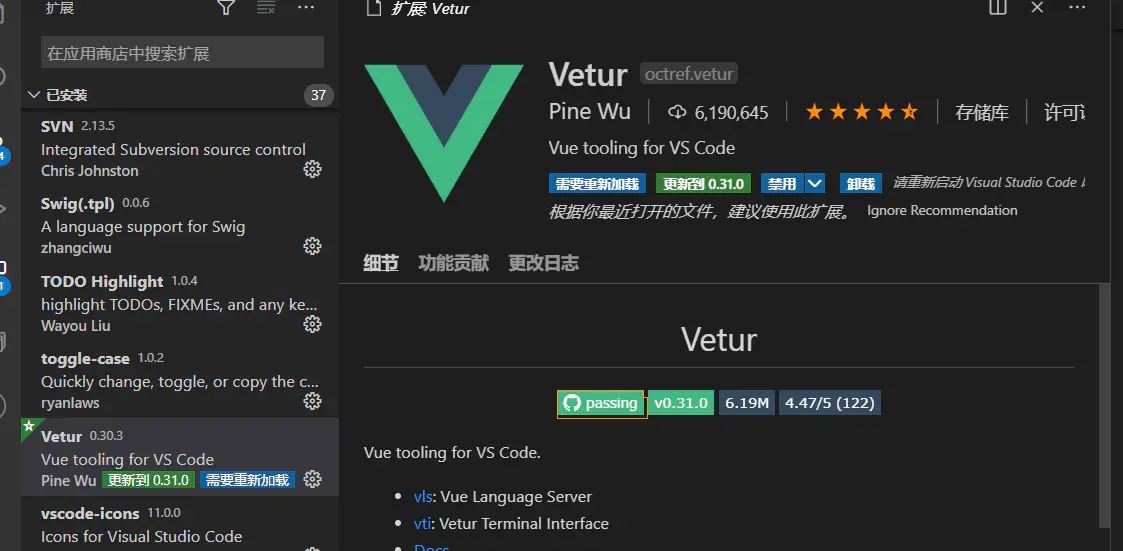 扩展
在应用商店中搜索扩展
已安装
37
SVN 2.13.5
Integrated Subversion source control
Chris Johnston
Swig(.tpl) 0.0.6
A language support for Swig
zhangciwu
TODO Highlight 1.0.4
highlight TODOs, FIXMEs, and any ke...
Wayou Liu
toggle-case 1.0.2
Quickly change, toggle, or copy the c...
ryanlaws
Vetur 0.30.3
Vue tooling for VS Code
Pine Wu 更新到 0.31.0 需要重新加载
vscode-icons 11.0.0
Icons for Visual Studio Code
4
1
扩展: Vetur
Vetur octref.vetur
Pine Wu 6,190,645 存储库 许可
Vue tooling for VS Code
需要重新加载 更新到 0.31.0 禁用 卸载 请重新启动 Visual Studio Code
根据你最近打开的文件，建议使用此扩展。 Ignore Recommendation
细节 功能贡献 更改日志
Vetur
passing v0.31.0 6.19M 4.47/5 (122)
Vue tooling for VS Code.
• vls: Vue Language Server
• vti: Vetur Terminal Interface
• Docs